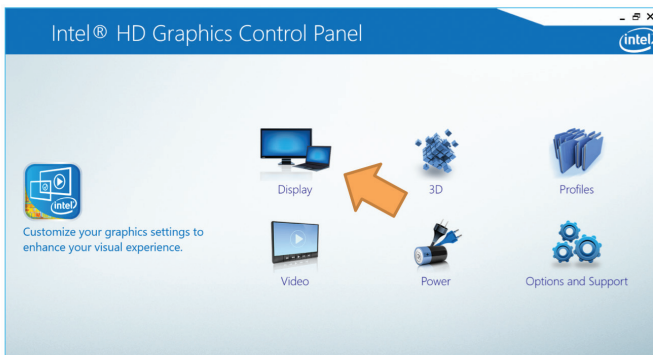 Intel® HD Graphics Control Panel
intel
Display
3D
Profiles
intel
Customize your graphics settings to
enhance your visual experience.
Video
Power
Options and Support